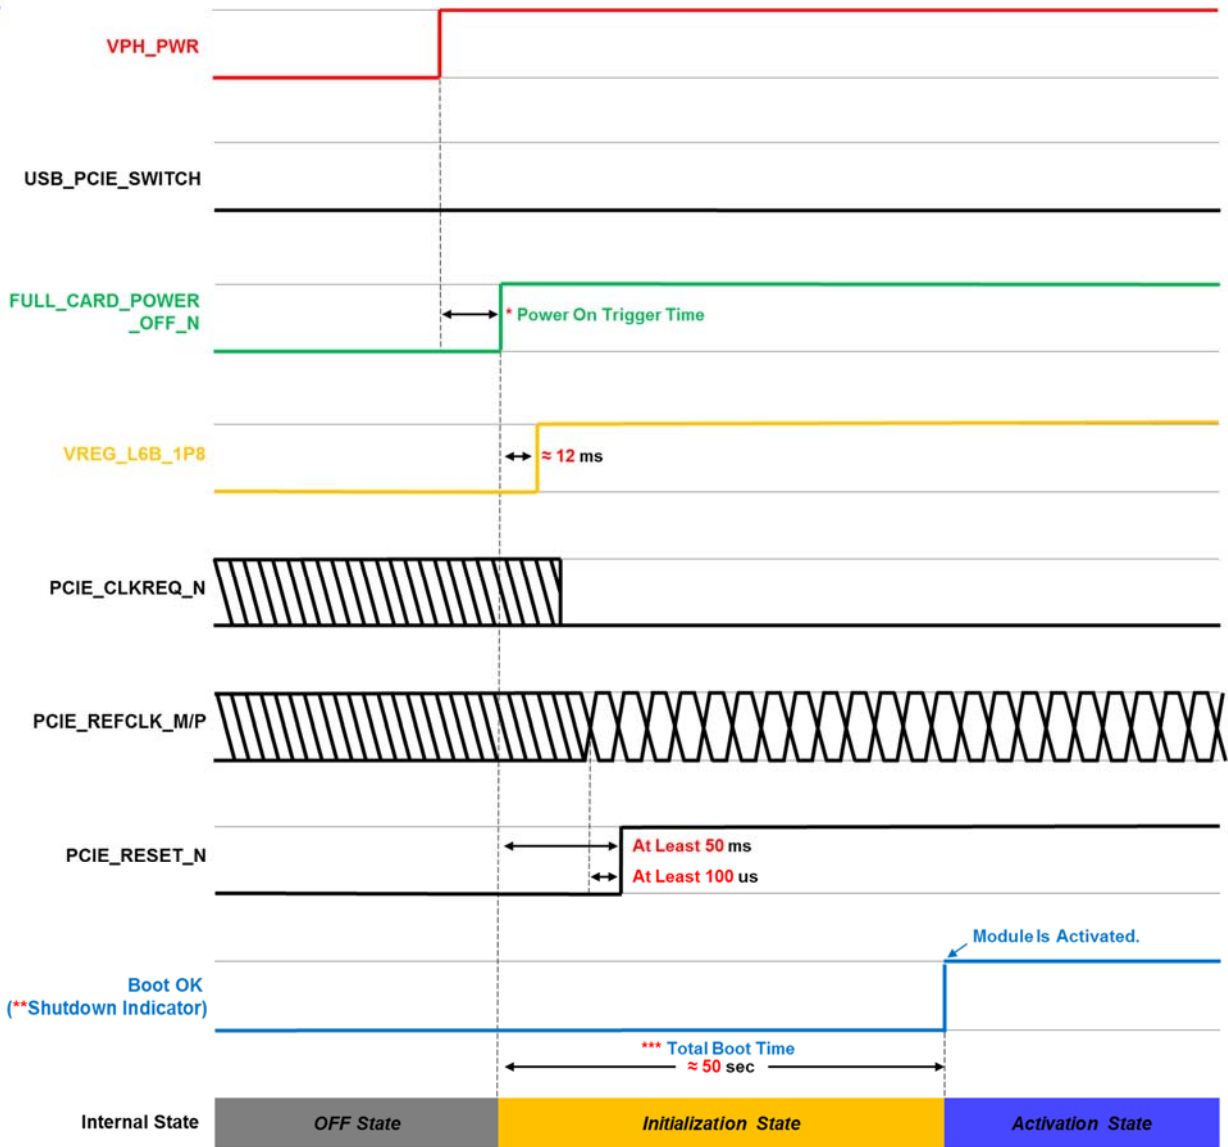 VPH_PWR
USB_PCIE_SWITCH
FULL_CARD_POWER
_OFF_N
* Power On Trigger Time
VREG_L6B_1P8
≈ 12 ms
PCIE_CLKREQ_N
PCIE_REFCLK_M/P
PCIE_RESET_N
At Least 50 ms
At Least 100 us
Module Is Activated.
Boot OK
(**Shutdown Indicator)
*** Total Boot Time
≈ 50 sec
Internal State
OFF State
Initialization State
Activation State